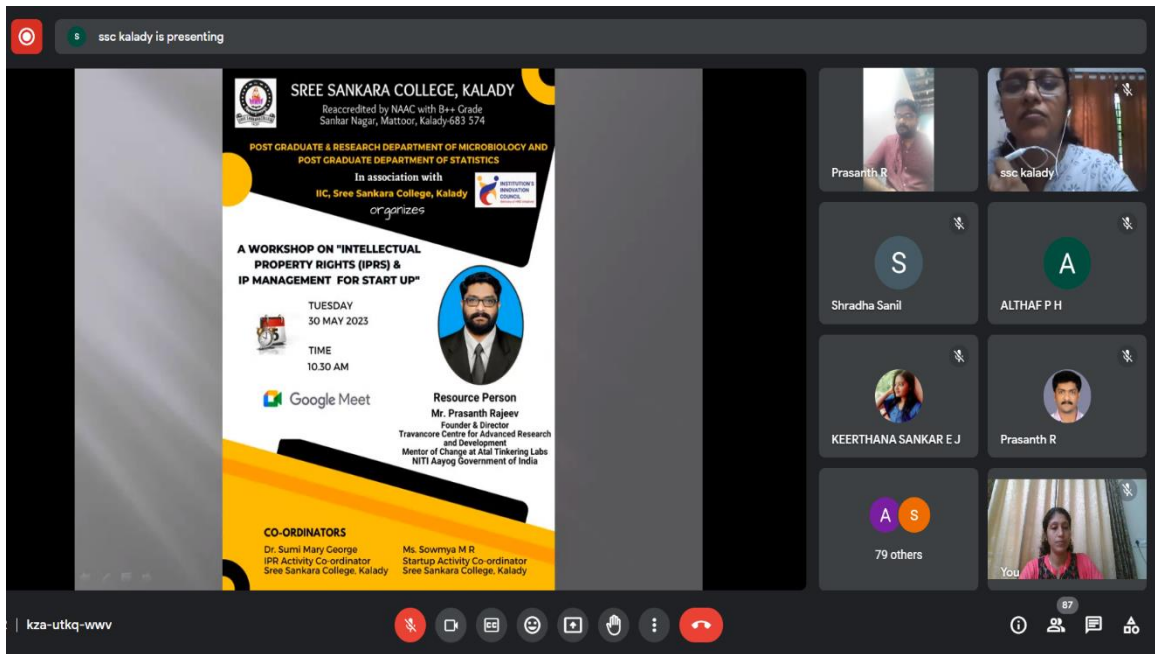 s ssc kalady is presenting
SREE SANKARA COLLEGE, KALADY
Reaccredited by NAAC with B++ Grade
Sankar Nagar, Mattoor, Kalady-683 574
POST GRADUATE & RESEARCH DEPARTMENT OF MICROBIOLOGY AND
POST GRADUATE DEPARTMENT OF STATISTICS
In association with
IIC, Sree Sankara College, Kalady
INSTITUTION'S
INNOVATION
COUNCIL
organizes
A WORKSHOP ON "INTELLECTUAL
PROPERTY RIGHTS (IPRS) &
IP MANAGEMENT FOR START UP"
TUESDAY
30 MAY 2023
TIME
10.30 AM
Google Meet
Resource Person
Mr. Prasanth Rajeev
Founder & Director
Travancore Centre for Advanced Research
and Development
Mentor of Change at Atal Tinkering Labs
NITI Aayog Government of India
CO-ORDINATORS
Dr. Sumi Mary George
IPR Activity Co-ordinator
Sree Sankara College, Kalady
Ms. Sowmya M R
Startup Activity Co-ordinator
Sree Sankara College, Kalady
Prasanth R
ssc kalady
S
Shradha Sanil
A
ALTHAF P H
KEERTHANA SANKAR E J
Prasanth R
A S
79 others
You
| kza-utkq-wwv
CC
87